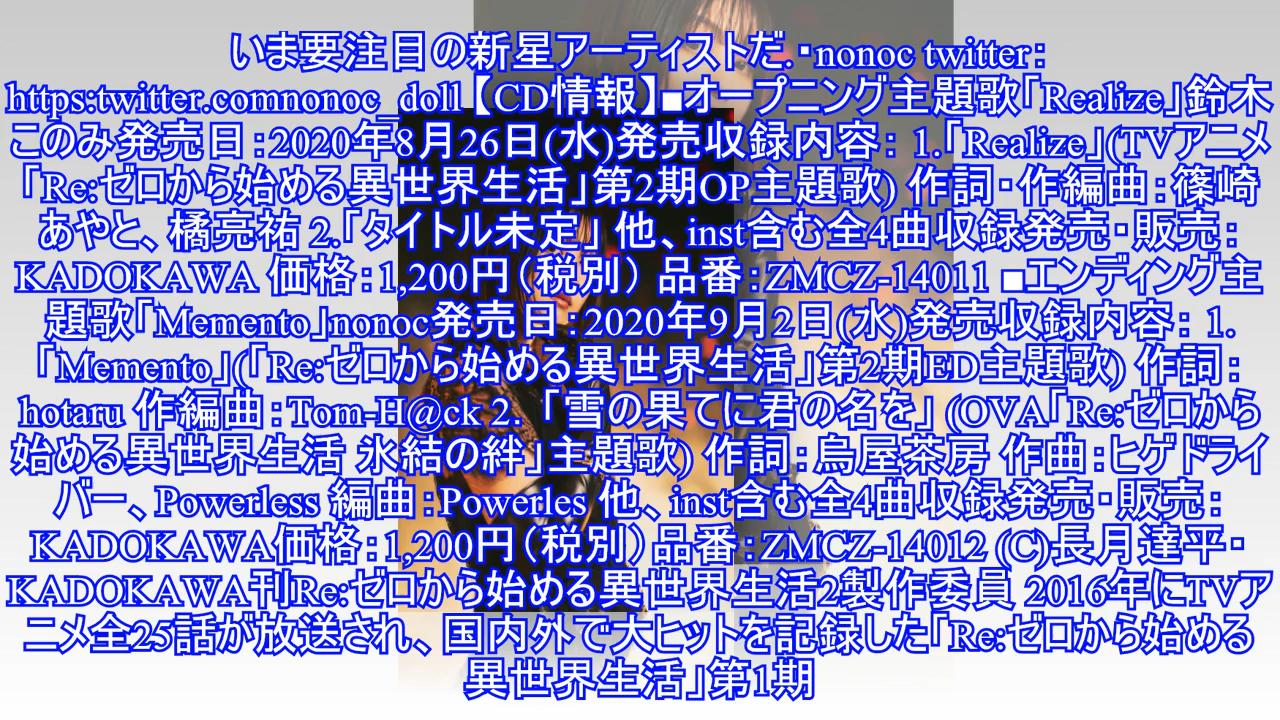 いま要注目の新星アーティストだ.・nonoc twitter：
https:twitter.comnonoc_doll【CD情報】■オープニング主題歌「Realize」鈴木
このみ発売日：2020年8月26日(水)発売収録内容： 1.「Realize」(TVアニメ
「Re:ゼロから始める異世界生活」第2期OP主題歌) 作詞・作編曲：篠崎
あやと、橘亮祐 2.「タイトル未定」 他、inst含む全4曲収録発売・販売：
KADOKAWA 価格：1,200円（税別） 品番：ZMCZ-14011 ■エンディング主
題歌「Memento」nonoc発売日：2020年9月2日(水)発売収録内容： 1.
「Memento」(「Re:ゼロから始める異世界生活」第2期ED主題歌) 作詞：
hotaru 作編曲：Tom-H@ck 2．「雪の果てに君の名を」 (OVA「Re:ゼロから
始める異世界生活 氷結の絆」主題歌) 作詞：烏屋茶房 作曲：ヒゲドライ
バー、Powerless 編曲：Powerles 他、inst含む全4曲収録発売・販売：
KADOKAWA価格：1,200円（税別）品番：ZMCZ-14012 (C)長月達平・
KADOKAWA刊Re:ゼロから始める異世界生活2製作委員 2016年にTVア
ニメ全25話が放送され、国内外で大ヒットを記録した「Re:ゼロから始める
異世界生活」第1期